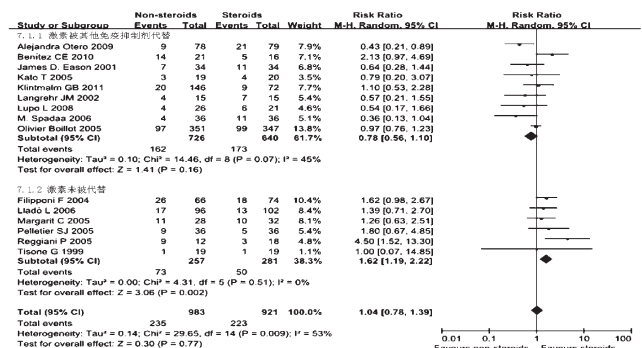 Non-steroids Steroids Risk Ratio Risk Ratio
Study or Subgroup Events Total Events Total Weight M-H. Random. 95% CI M-H. Random. 95% CI
7.1.1 激素被其他免疫抑制剂代替
Alejandra Otero 2009 9 78 21 79 7.9% 0.43 [0.21, 0.89]
Benitez CE 2010 14 21 5 16 8.0% 2.13 [0.97, 4.69]
James D. Eason 2001 7 34 11 34 7.0% 0.64 [0.28, 1.44]
Kato T 2005 3 19 4 20 3.0% 0.79 [0.20, 3.07]
Klintmalm GB 2011 20 146 9 72 8.0% 1.10 [0.53, 2.28]
Langrehr JM 2002 4 15 7 15 5.0% 0.57 [0.21, 1.55]
Lupo L 2008 4 26 6 21 4.0% 0.54 [0.17, 1.66]
M. Spadaa 2006 4 36 11 36 5.0% 0.36 [0.13, 1.04]
Olivier Boillot 2005 97 351 99 347 13.8% 0.97 [0.76, 1.23]
Subtotal (95% CI) 726 640 61.7% 0.78 [0.56, 1.10]
Total events 162 173
Heterogeneity: Tau² = 0.10; Chi² = 14.46, df = 8 (P = 0.07); I² = 45%
Test for overall effect: Z = 1.41 (P = 0.16)
7.1.2 激素未被代替
Filipponi F 2004 26 66 18 74 10.4% 1.62 [0.98, 2.67]
Lladó L 2006 17 96 13 102 8.4% 1.39 [0.71, 2.70]
Margarit C 2005 11 28 10 32 8.4% 1.26 [0.63, 2.51]
Pelletier SJ 2005 9 36 5 36 5.5% 1.80 [0.67, 4.85]
Reggiani P 2005 9 12 3 18 4.9% 4.50 [1.52, 13.30]
Tisone G 1999 1 19 1 19 1.0% 1.00 [0.07, 14.85]
Subtotal (95% CI) 257 281 38.3% 1.62 [1.19, 2.22]
Total events 73 50
Heterogeneity: Tau² = 0.00; Chi² = 4.31, df = 5 (P = 0.51); I² = 0%
Test for overall effect: Z = 3.06 (P = 0.002)
Total (95% CI) 983 921 100.0% 1.04 [0.78, 1.39]
Total events 235 223
Heterogeneity: Tau² = 0.14; Chi² = 29.65, df = 14 (P = 0.009); I² = 53%
Test for overall effect: Z = 0.30 (P = 0.77)
0.01 0.1 1 10 100
Favours non-steroids Favours steroids